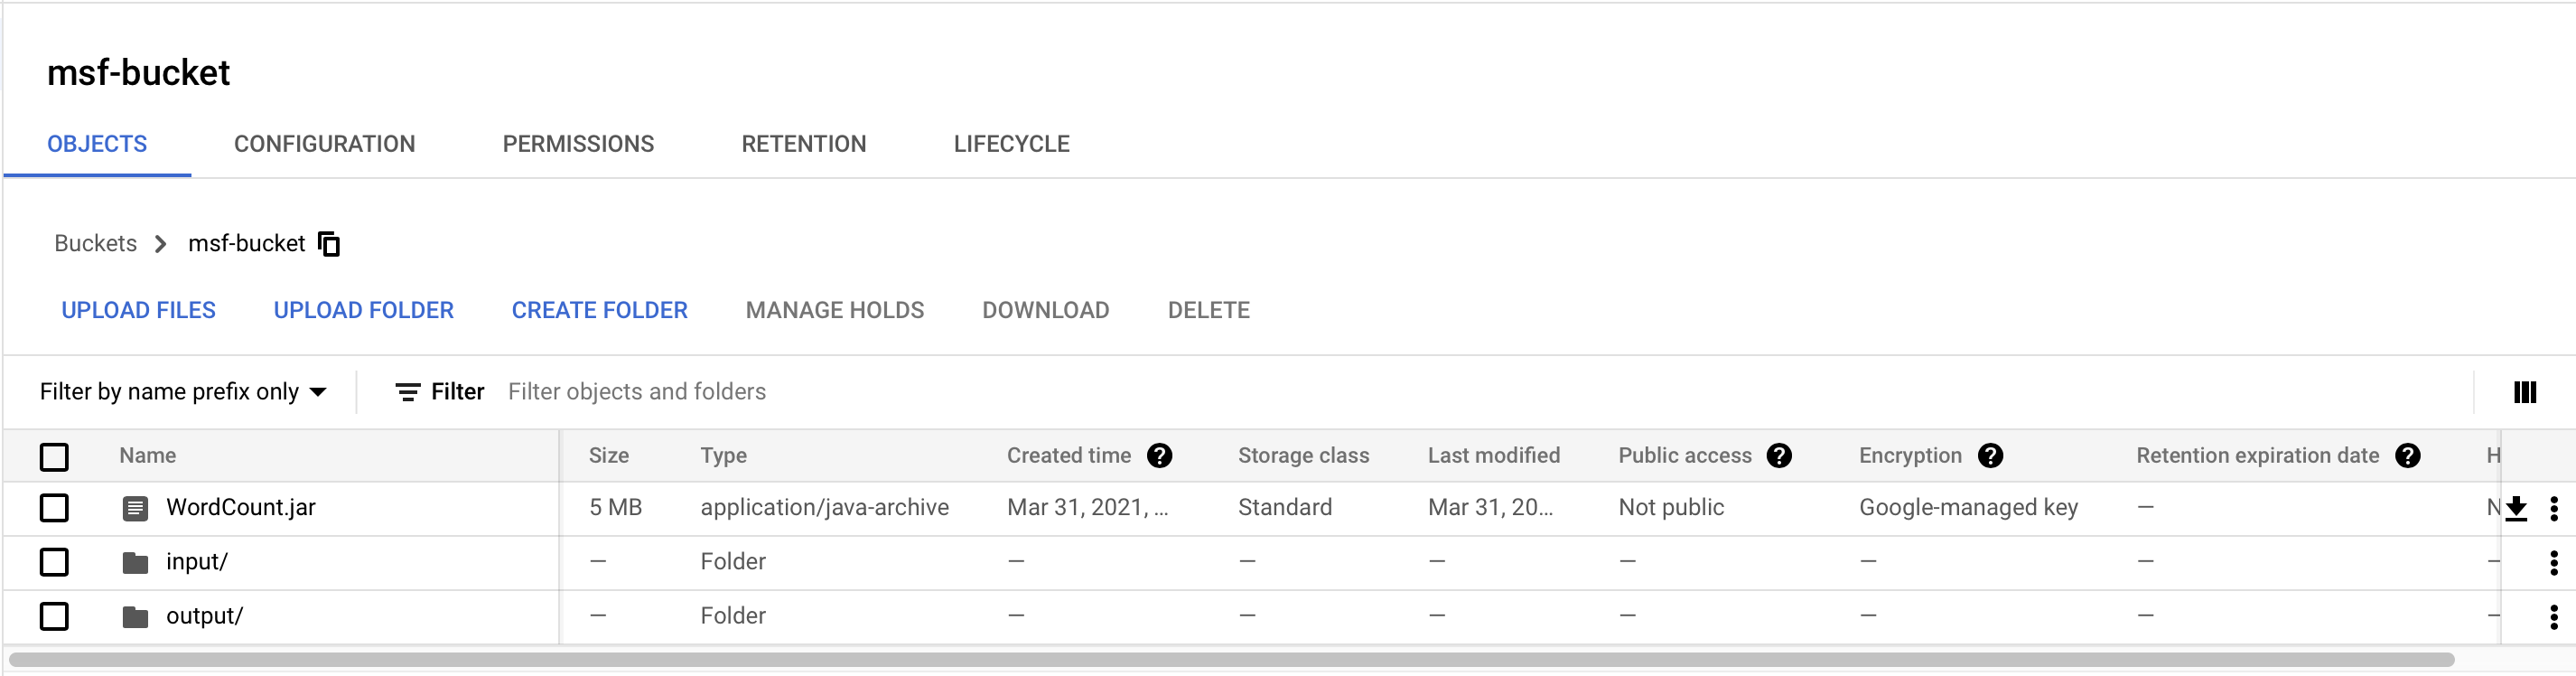 msf-bucket
OBJECTS CONFIGURATION PERMISSIONS RETENTION LIFECYCLE
Buckets msf-bucket
UPLOAD FILES UPLOAD FOLDER CREATE FOLDER MANAGE HOLDS DOWNLOAD DELETE
Filter by name prefix only Filter Filter objects and folders
Name Size Type Created time ? Storage class Last modified Public access ? Encryption ? Retention expiration date ? H
WordCount.jar 5 MB application/java-archive Mar 31, 2021, ... Standard Mar 31, 20... Not public Google-managed key — N
input/ — Folder — — — — — — —
output/ — Folder — — — — — — —